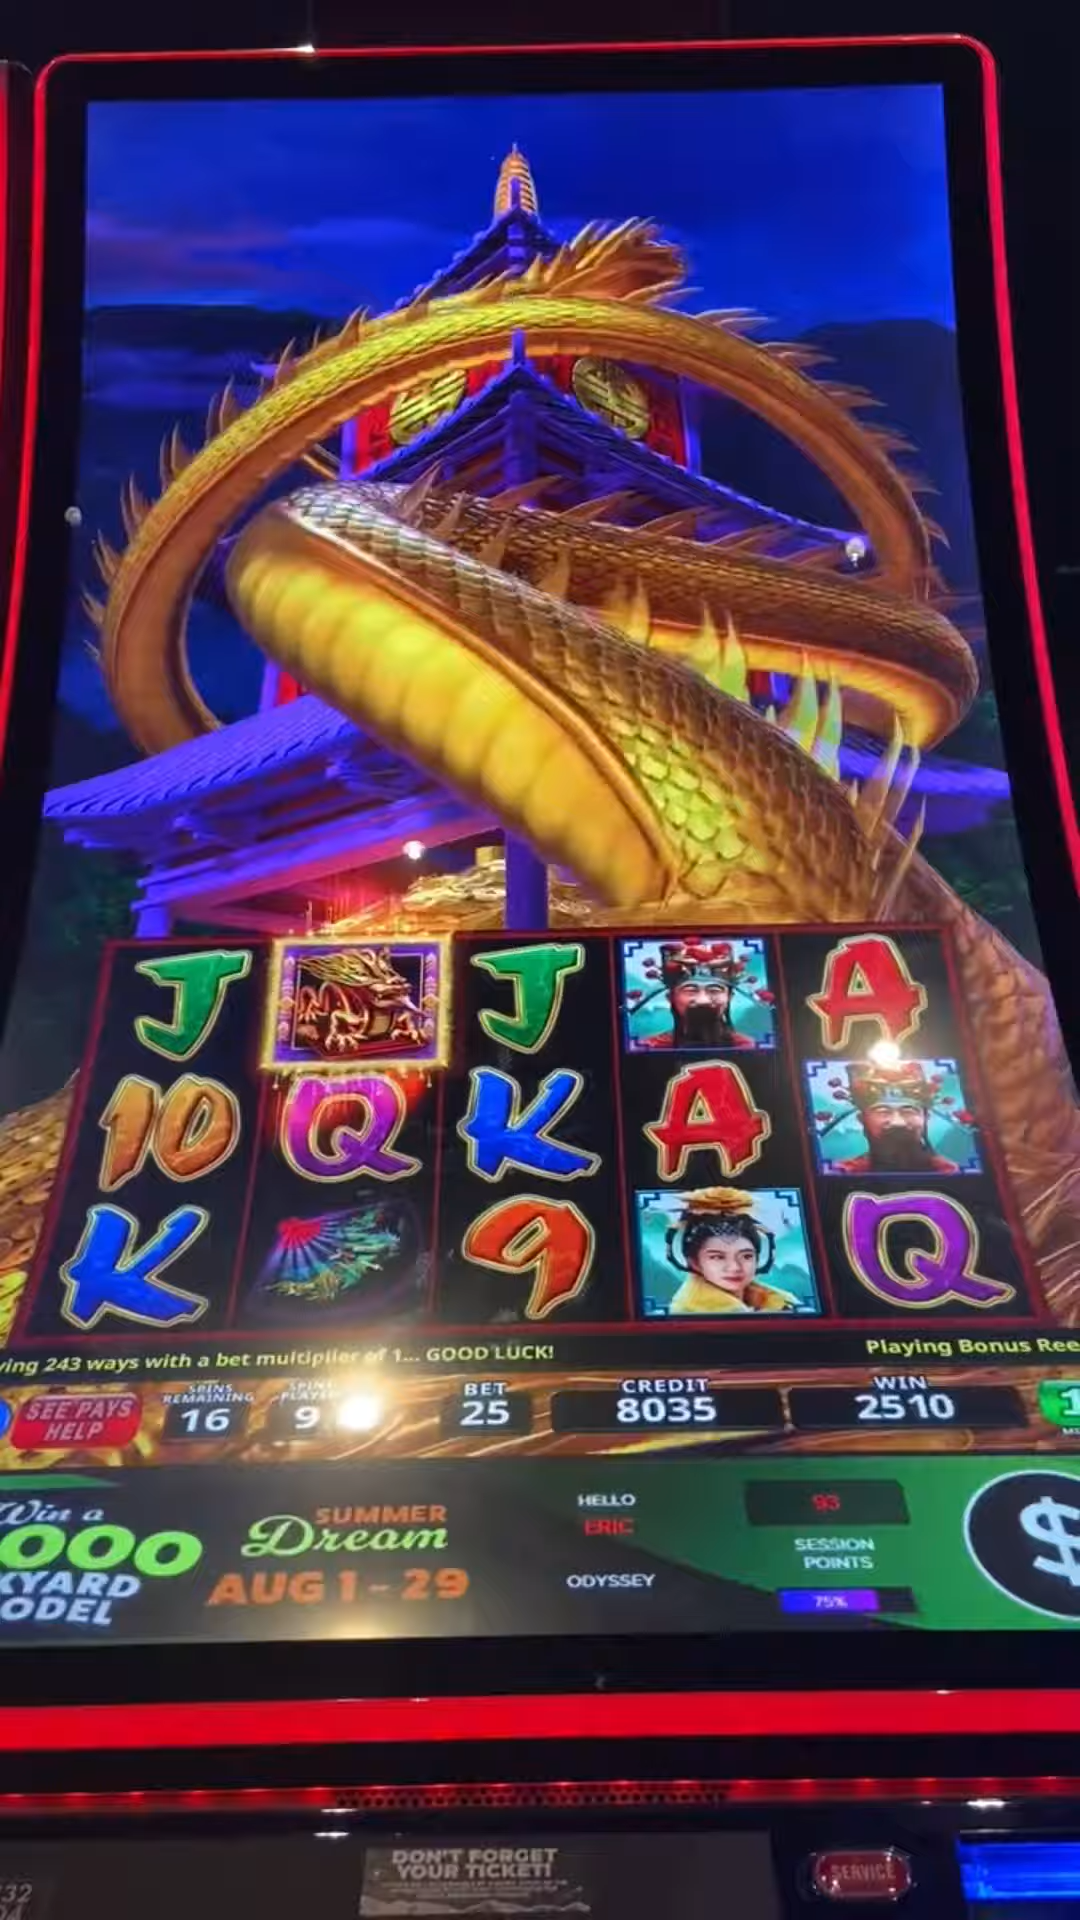 J J A
10 Q K A
K 9 Q
243 ways with a bet multiplier of 1... GOOD LUCK!
Playing Bonus
SEE PAYS
HELP
SPINS
REMAINING
16
9
BET
25
CREDIT
8035
WIN
2510
Win a
SUMMER
Dream
AUG 1 - 29
HELLO
ERIC
ODYSSEY
93
SESSION
POINTS
75%
$
DON'T FORGET
YOUR TICKET!
SERVICE